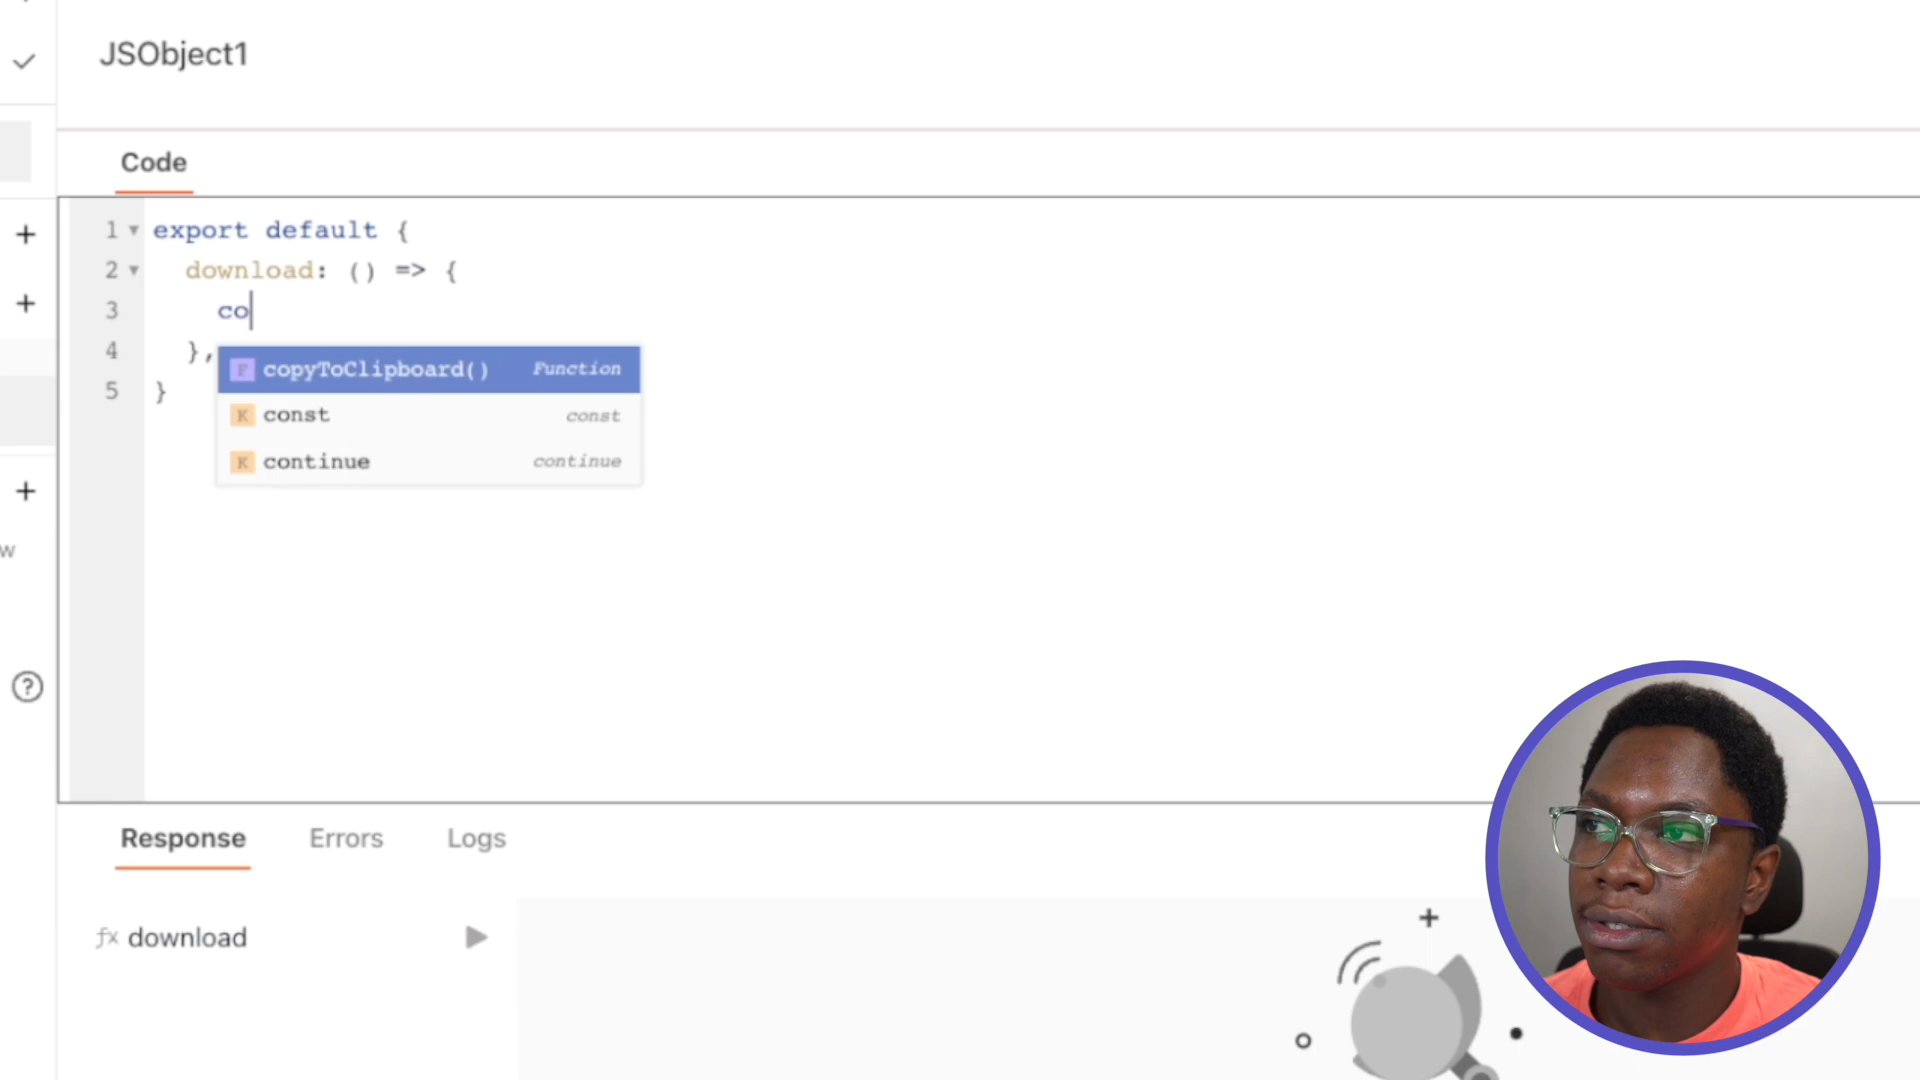 JSObject1
Code
1 export default {
2 download: () => {
3 co
4 },
5 }
F copyToClipboard() Function
K const const
K continue continue
w
?
Response Errors Logs
fx download